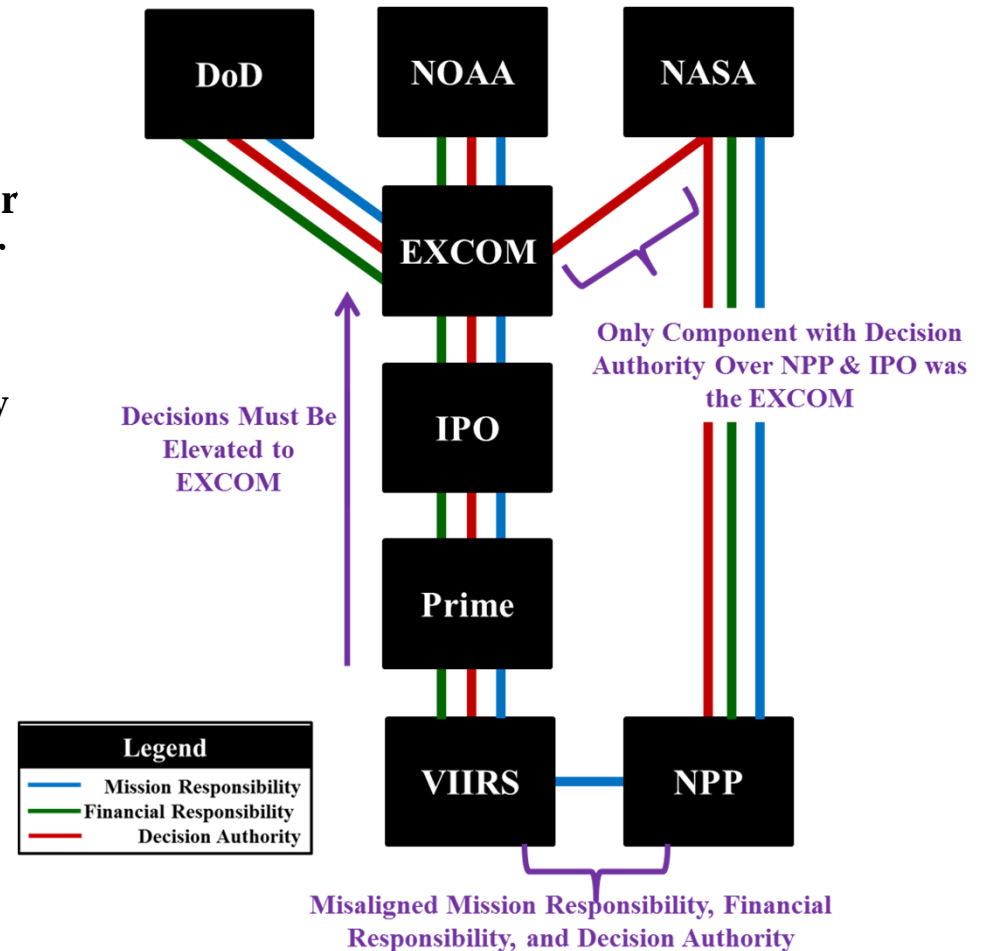 DoD
NOAA
NASA
r
r
EXCOM
Only Component with Decision
Authority Over NPP & IPO was
the EXCOM
y
Decisions Must Be
Elevated to
EXCOM
IPO
Prime
VIIRS
NPP
Legend
Mission Responsibility
Financial Responsibility
Decision Authority
Misaligned Mission Responsibility, Financial
Responsibility, and Decision Authority